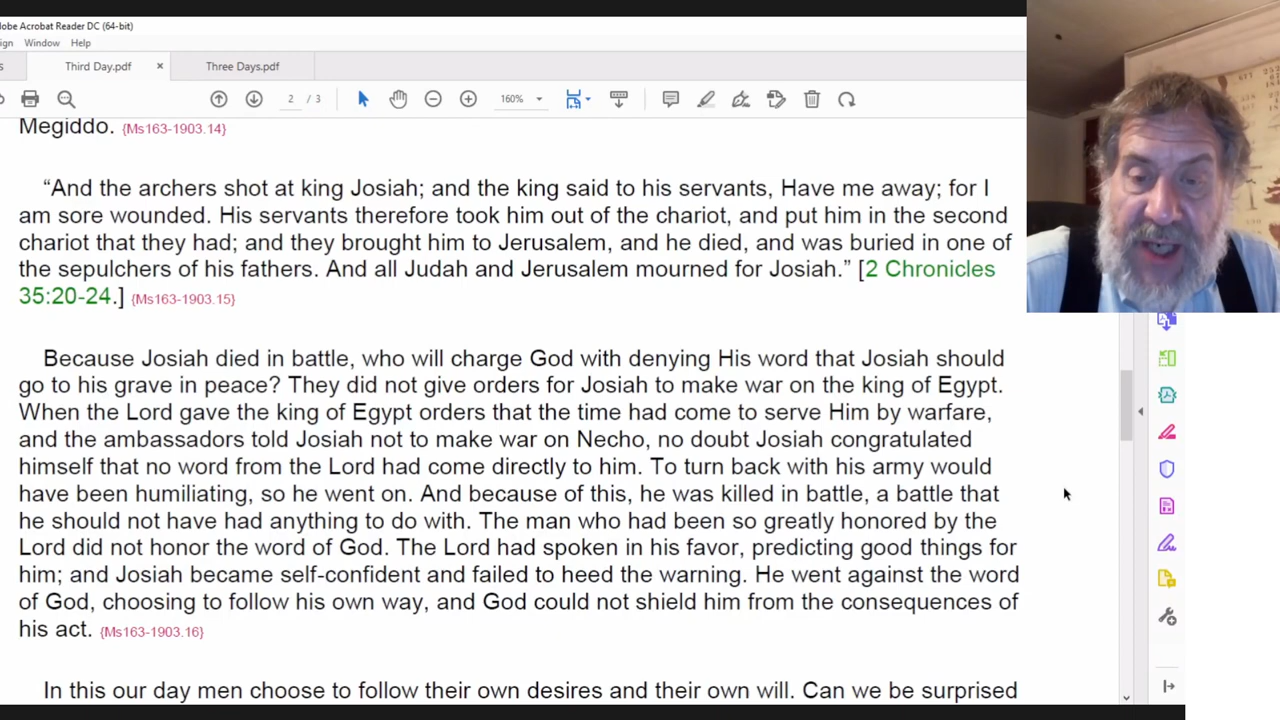 dobe Acrobat Reader DC (64-bit)
ign Window Help
s Third Day.pdf × Three Days.pdf
2 / 3 160%
Megiddo. {Ms163-1903.14}
“And the archers shot at king Josiah; and the king said to his servants, Have me away; for I
am sore wounded. His servants therefore took him out of the chariot, and put him in the second
chariot that they had; and they brought him to Jerusalem, and he died, and was buried in one of
the sepulchers of his fathers. And all Judah and Jerusalem mourned for Josiah.” [2 Chronicles
35:20-24.] {Ms163-1903.15}
Because Josiah died in battle, who will charge God with denying His word that Josiah should
go to his grave in peace? They did not give orders for Josiah to make war on the king of Egypt.
When the Lord gave the king of Egypt orders that the time had come to serve Him by warfare,
and the ambassadors told Josiah not to make war on Necho, no doubt Josiah congratulated
himself that no word from the Lord had come directly to him. To turn back with his army would
have been humiliating, so he went on. And because of this, he was killed in battle, a battle that
he should not have had anything to do with. The man who had been so greatly honored by the
Lord did not honor the word of God. The Lord had spoken in his favor, predicting good things for
him; and Josiah became self-confident and failed to heed the warning. He went against the word
of God, choosing to follow his own way, and God could not shield him from the consequences of
his act. {Ms163-1903.16}
In this our day men choose to follow their own desires and their own will. Can we be surprised